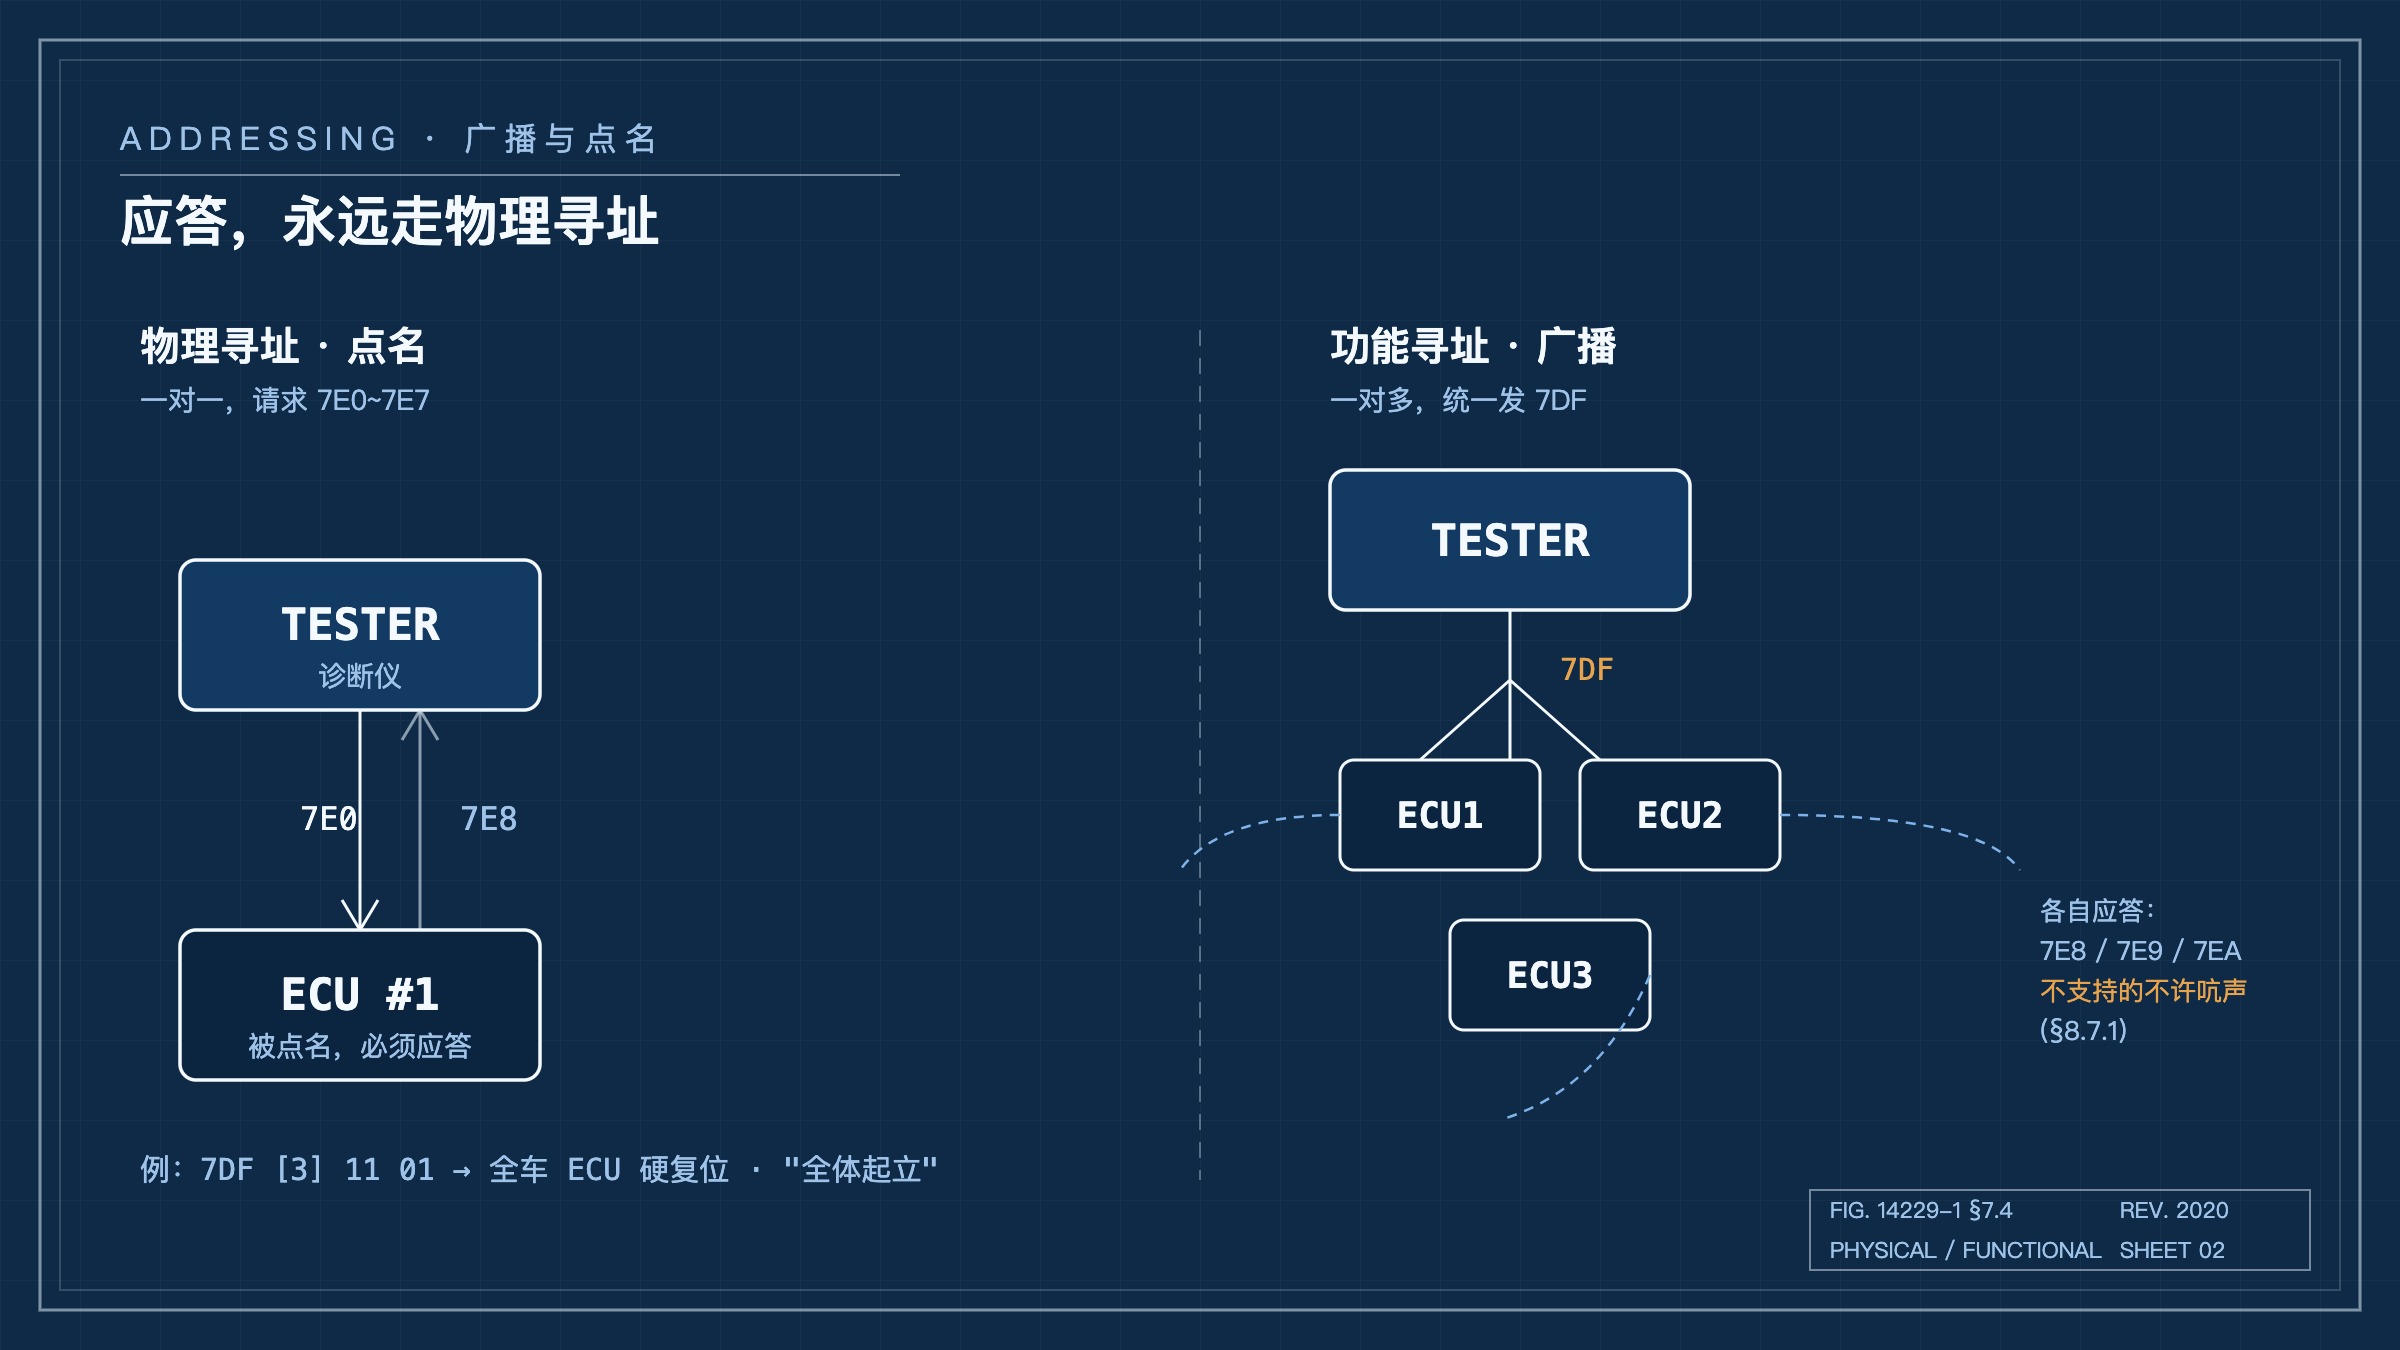 ADDRESSING · 广播与点名
应答，永远走物理寻址
物理寻址 · 点名
一对一，请求 7E0~7E7
TESTER
诊断仪
7E0
7E8
ECU #1
被点名，必须应答
例：7DF [3] 11 01 → 全车 ECU 硬复位 · "全体起立"
功能寻址 · 广播
一对多，统一发 7DF
TESTER
7DF
ECU1
ECU2
ECU3
各自应答：
7E8 / 7E9 / 7EA
不支持的不许吭声
(§8.7.1)
FIG. 14229–1 §7.4 REV. 2020
PHYSICAL / FUNCTIONAL SHEET 02